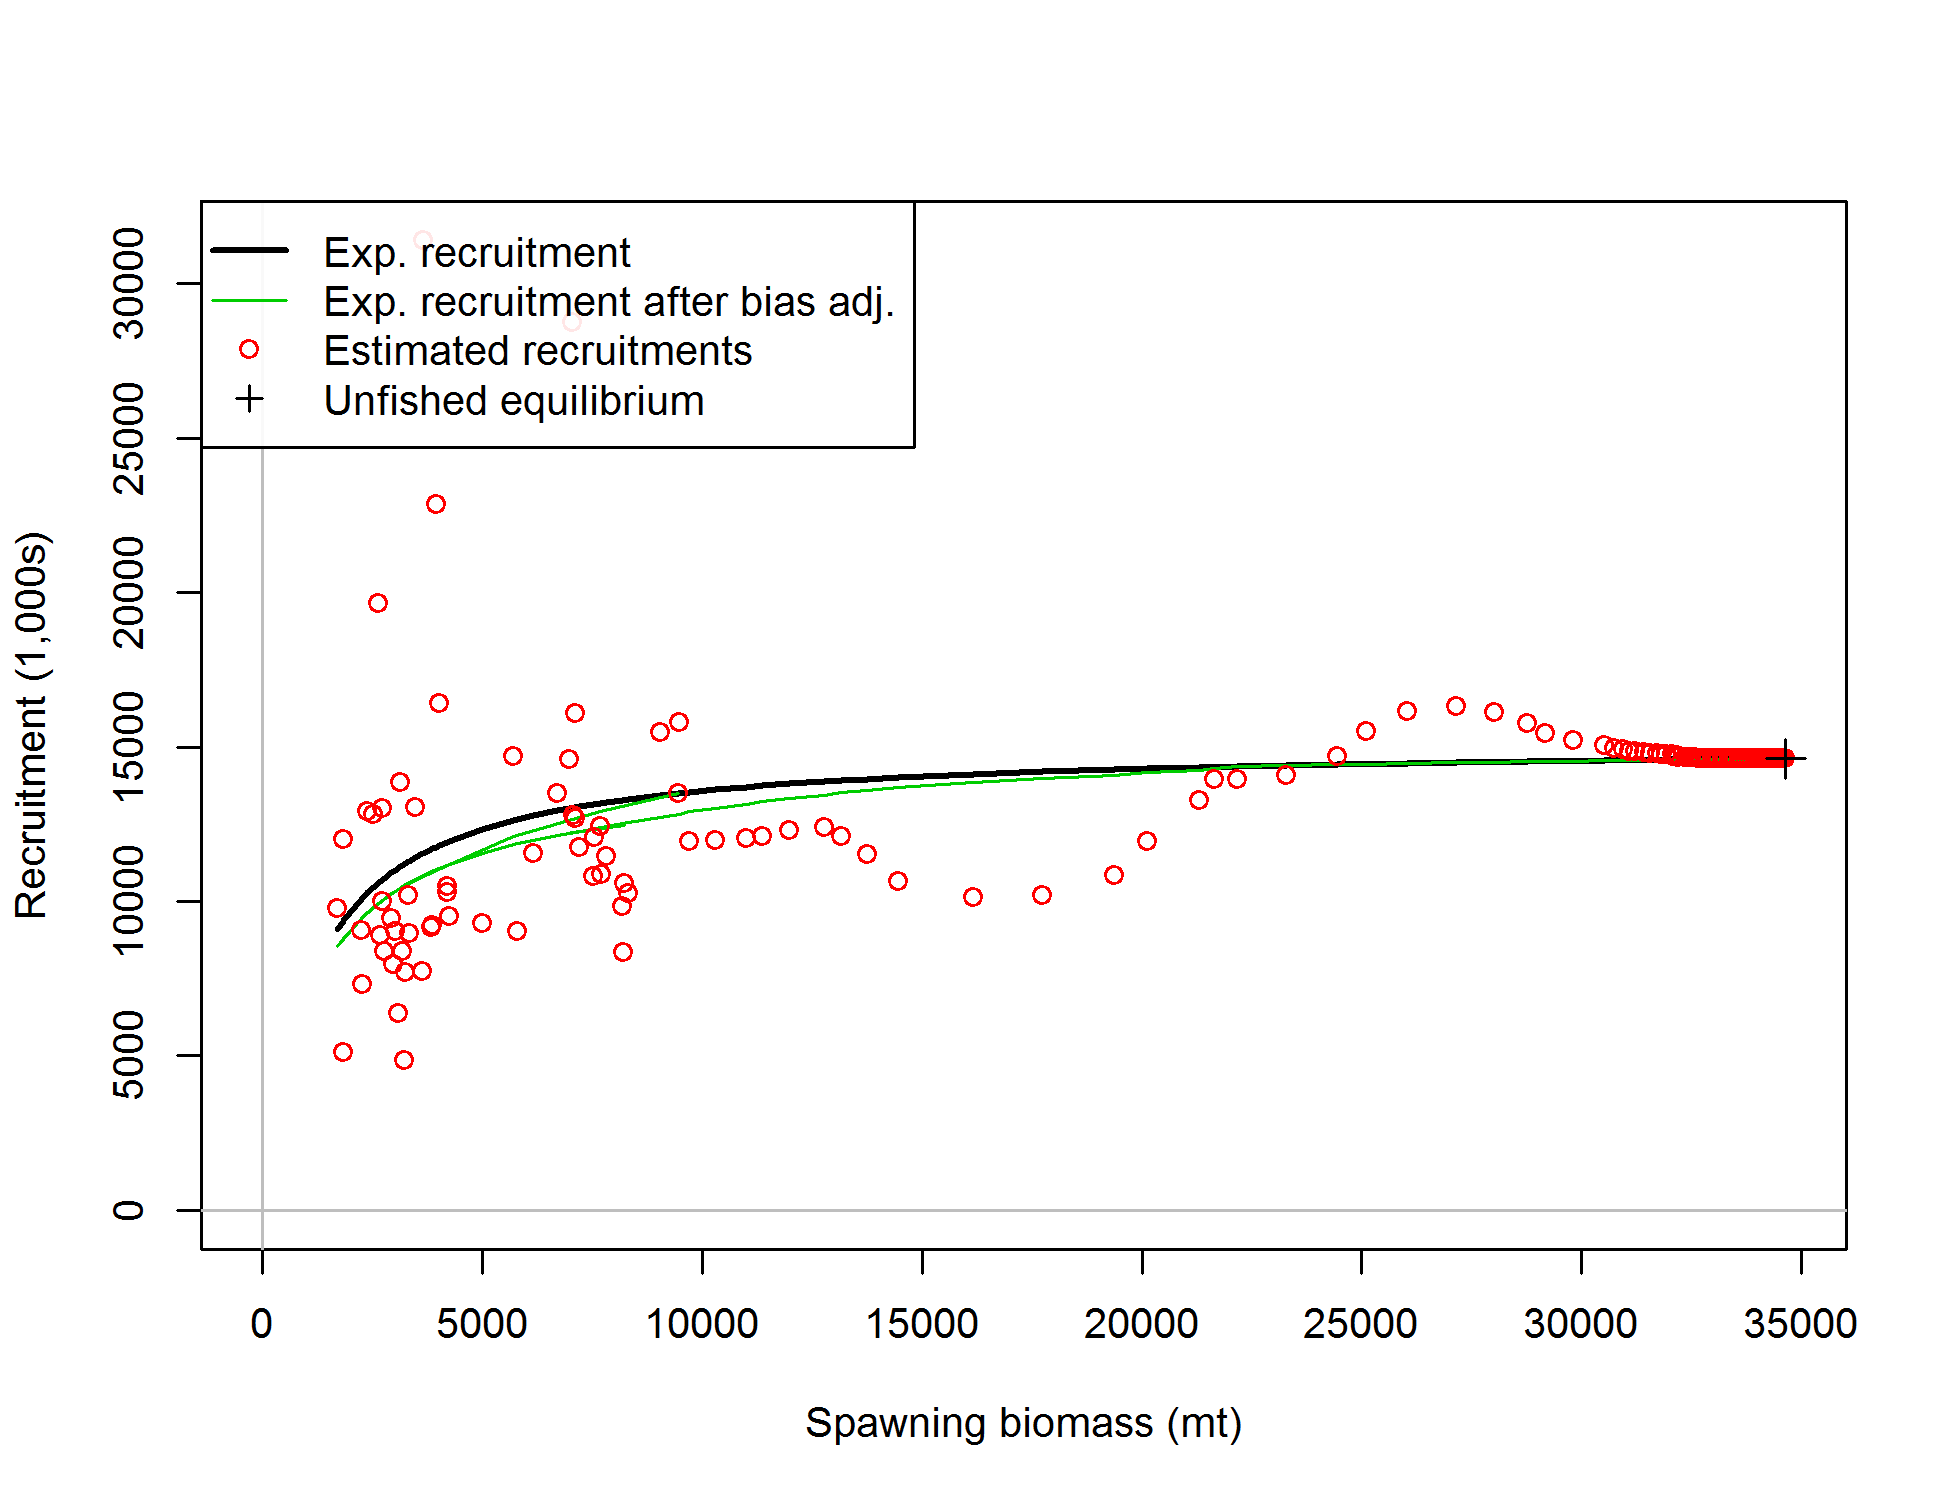 Exp. recruitment
Exp. recruitment after bias adj.
Estimated recruitments
Unfished equilibrium
Recruitment (1,000s)
30000
25000
20000
15000
10000
5000
0
0 5000 10000 15000 20000 25000 30000 35000
Spawning biomass (mt)